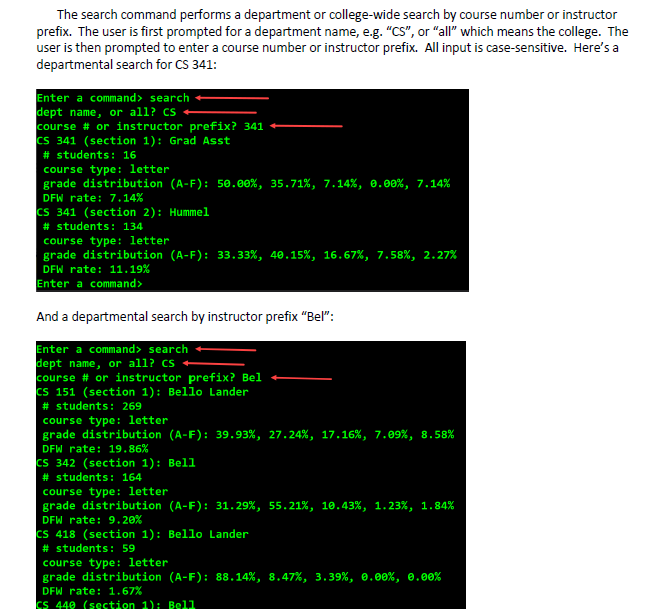 The search command performs a department or college-wide search by course number or instructor
prefix. The user is first prompted for a department name, e.g. “CS”, or “all” which means the college. The
user is then prompted to enter a course number or instructor prefix. All input is case-sensitive. Here’s a
departmental search for CS 341:
Enter a command> search
dept name, or all? CS
course # or instructor prefix? 341
CS 341 (section 1): Grad Asst
# students: 16
course type: letter
grade distribution (A-F): 50.00%, 35.71%, 7.14%, 0.00%, 7.14%
DFW rate: 7.14%
CS 341 (section 2): Hummel
# students: 134
course type: letter
grade distribution (A-F): 33.33%, 40.15%, 16.67%, 7.58%, 2.27%
DFW rate: 11.19%
Enter a command>
And a departmental search by instructor prefix “Bel”:
Enter a command> search
dept name, or all? CS
course # or instructor prefix? Bel
CS 151 (section 1): Bello Lander
# students: 269
course type: letter
grade distribution (A-F): 39.93%, 27.24%, 17.16%, 7.09%, 8.58%
DFW rate: 19.86%
CS 342 (section 1): Bell
# students: 164
course type: letter
grade distribution (A-F): 31.29%, 55.21%, 10.43%, 1.23%, 1.84%
DFW rate: 9.20%
CS 418 (section 1): Bello Lander
# students: 59
course type: letter
grade distribution (A-F): 88.14%, 8.47%, 3.39%, 0.00%, 0.00%
DFW rate: 1.67%
CS 440 (section 1): Bell